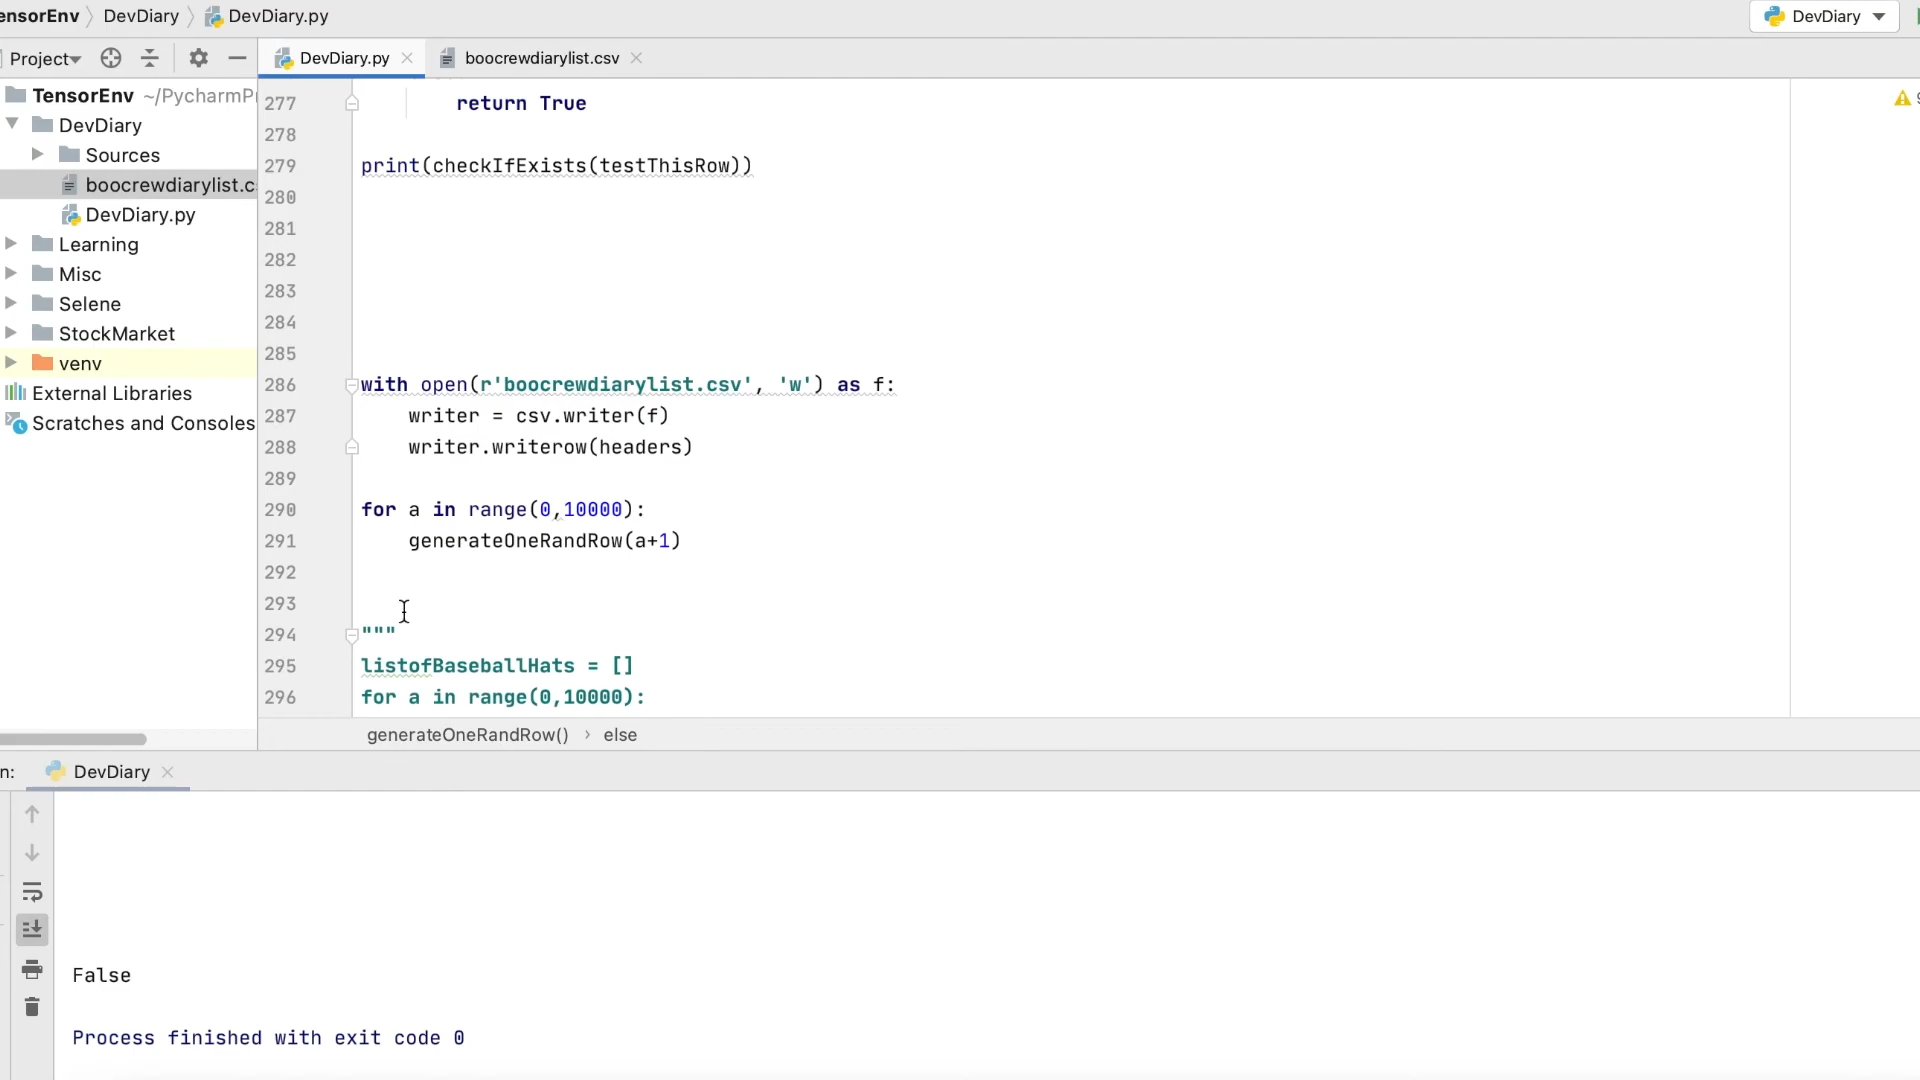 ensorEnv DevDiary DevDiary.py DevDiary
Project DevDiary.py boocrewdiarylist.csv
TensorEnv ~/PycharmP
DevDiary
Sources
boocrewdiarylist.c
DevDiary.py
Learning
Misc
Selene
StockMarket
venv
External Libraries
Scratches and Consoles
277 return True
278
279 print(checkIfExists(testThisRow))
280
281
282
283
284
285
286 with open(r'boocrewdiarylist.csv', 'w') as f:
287 writer = csv.writer(f)
288 writer.writerow(headers)
289
290 for a in range(0,10000):
291 generateOneRandRow(a+1)
292
293
294 """
295 listofBaseballHats = []
296 for a in range(0,10000):
generateOneRandRow() › else
n: DevDiary
False
Process finished with exit code 0